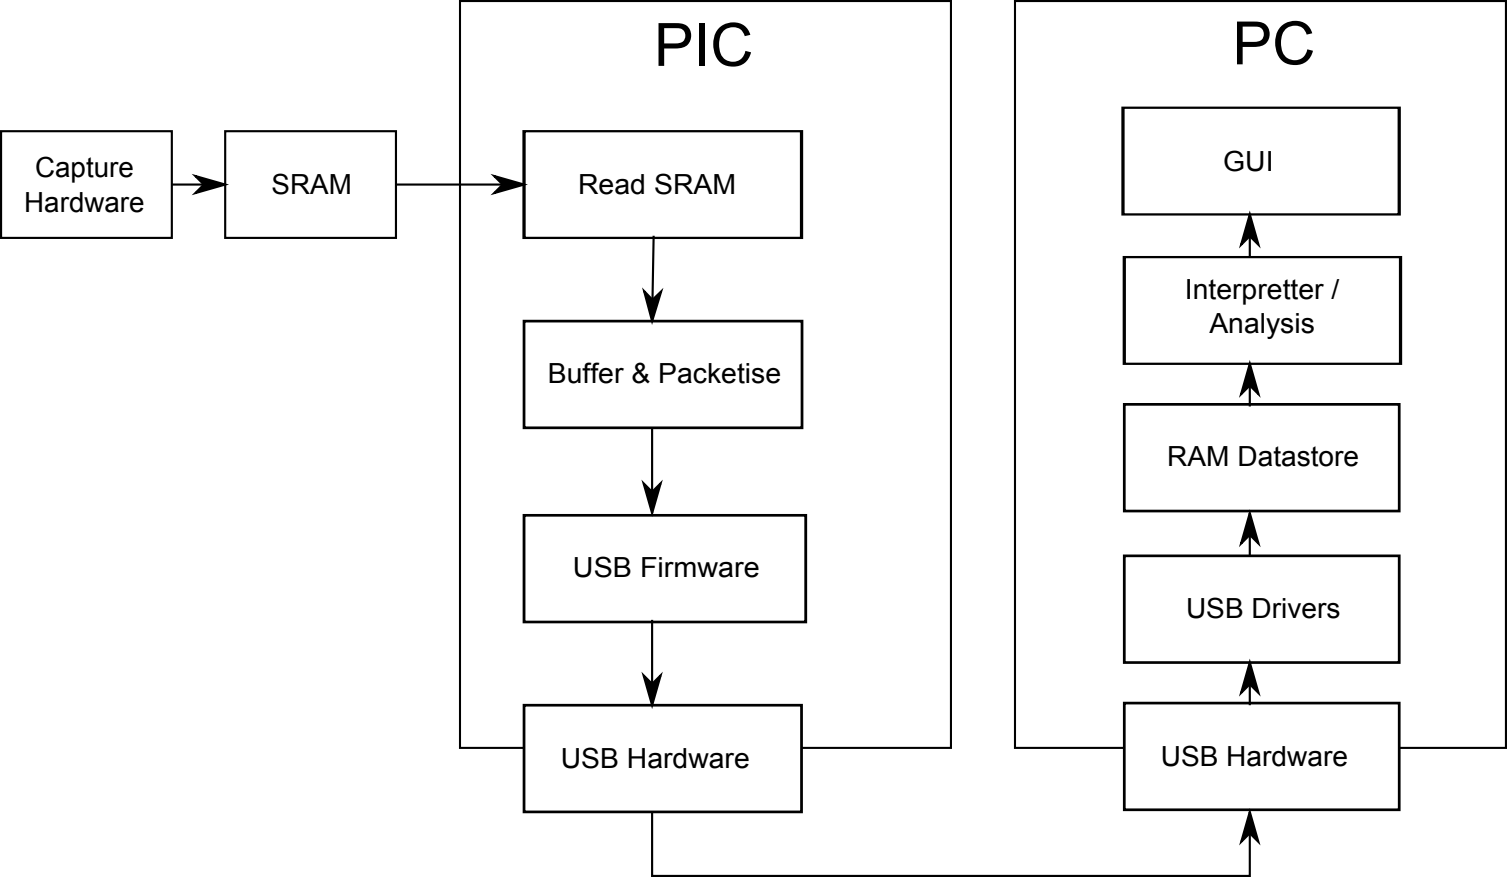 PIC
PC
Capture
Hardware
SRAM
Read SRAM
Buffer & Packetise
USB Firmware
USB Hardware
GUI
Interpretter /
Analysis
RAM Datastore
USB Drivers
USB Hardware